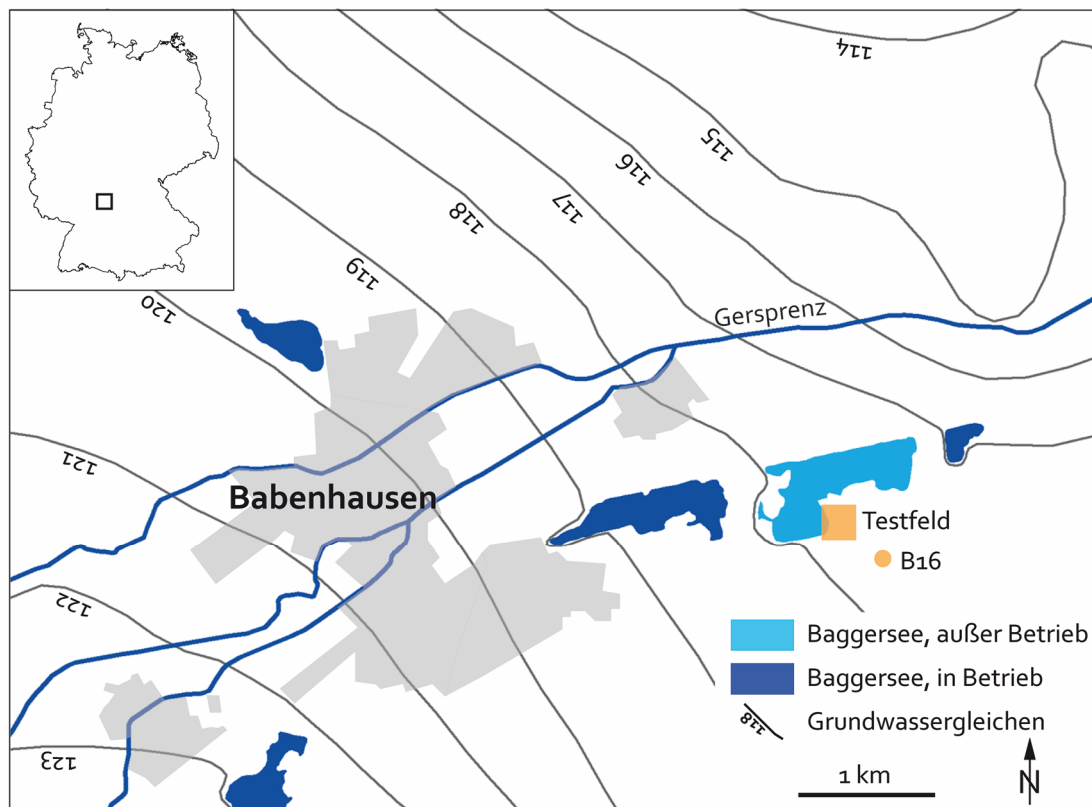 114
115
116
117
118
119
120
Gersprenz
121
Babenhausen
Testfeld
B16
122
Baggersee, außer Betrieb
Baggersee, in Betrieb
118
Grundwassergleichen
123
1 km
N